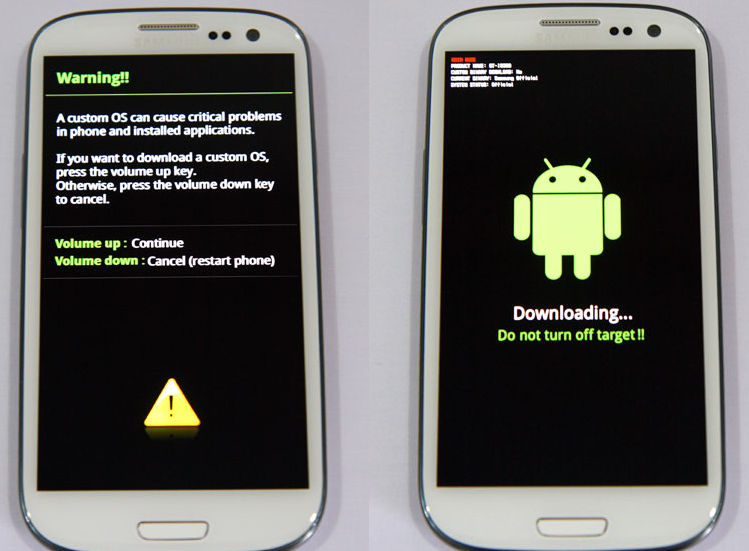 Warning!!
A custom OS can cause critical problems
in phone and installed applications.
If you want to download a custom OS,
press the volume up key.
Otherwise, press the volume down key
to cancel.
Volume up : Continue
Volume down : Cancel (restart phone)
SAMSUNG
ODIN MODE
PRODUCT NAME: GT-I9300
CUSTOM BINARY DOWNLOAD: No
CURRENT BINARY: Samsung Official
SYSTEM STATUS: Official
Downloading...
Do not turn off target!!